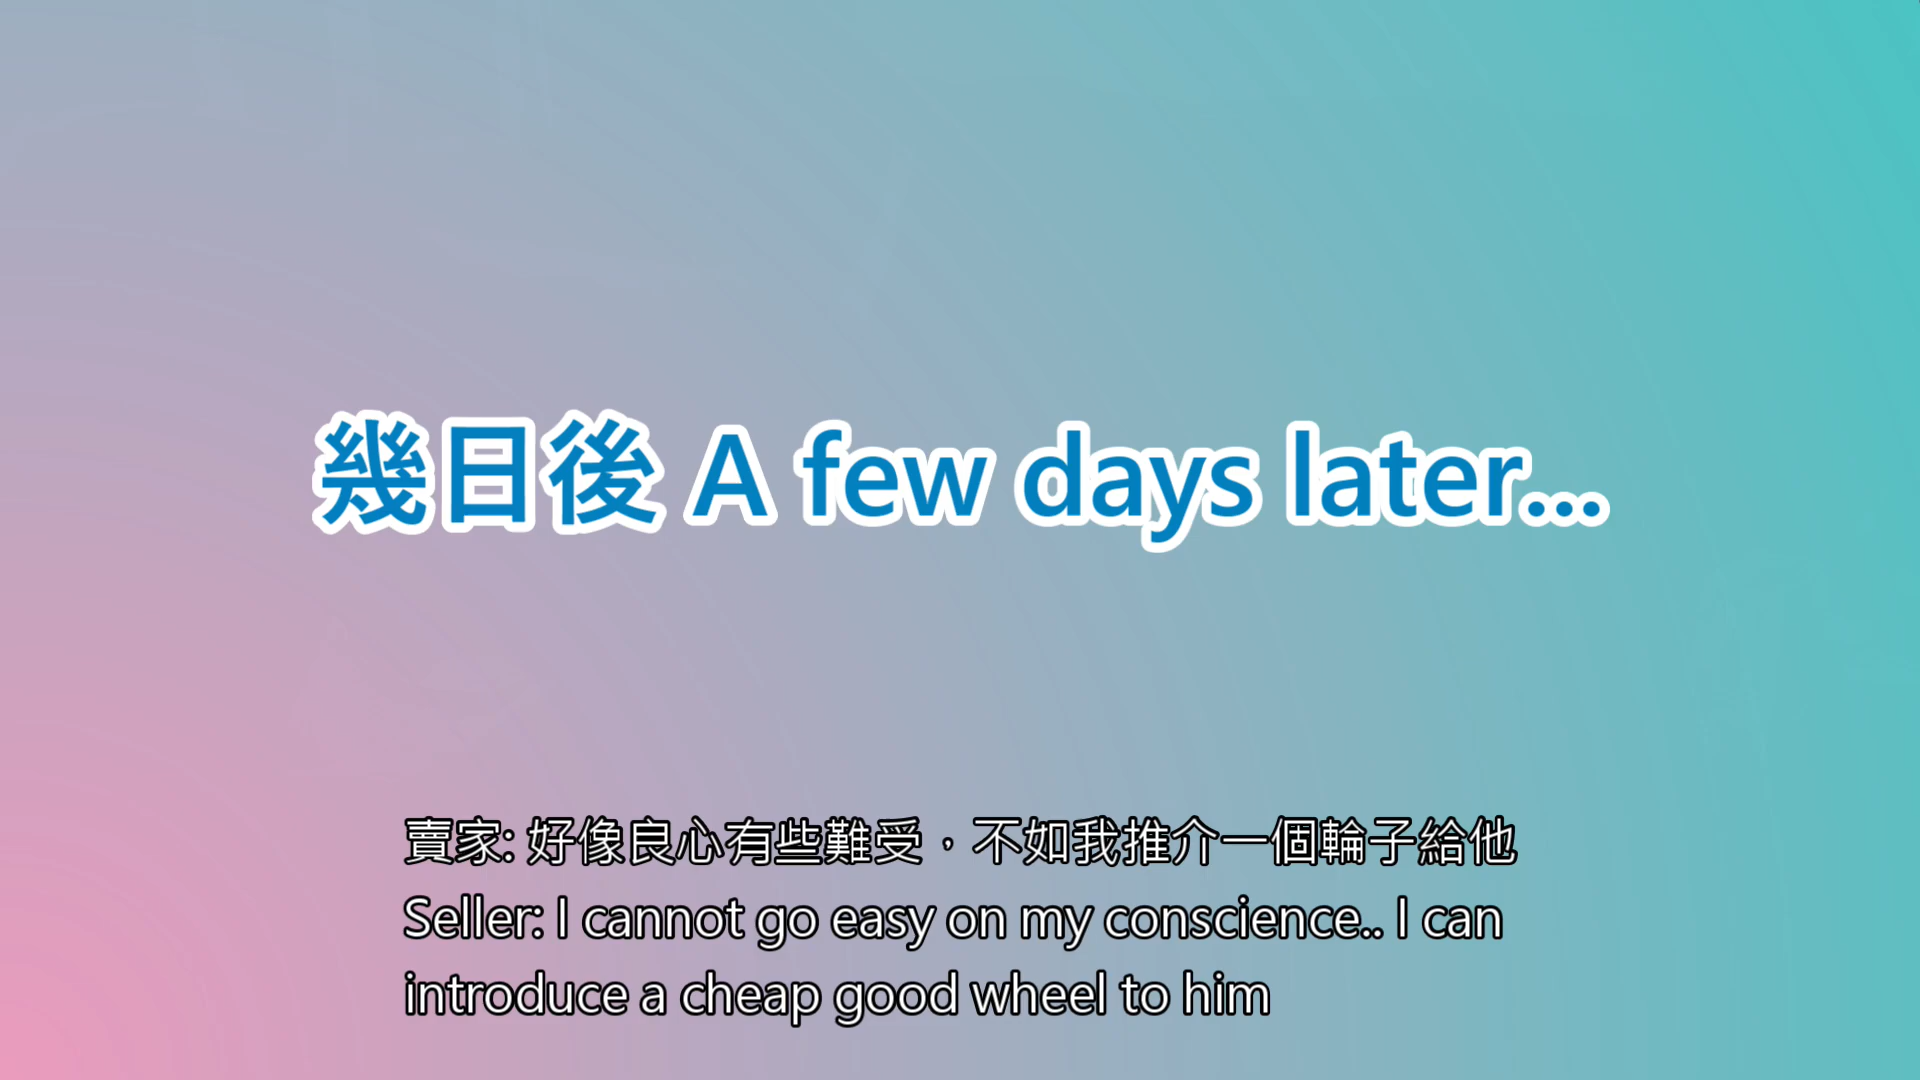 幾日後 A few days later...
賣家: 好像良心有些難受，不如我推介一個輪子給他
Seller: I cannot go easy on my conscience.. I can
introduce a cheap good wheel to him